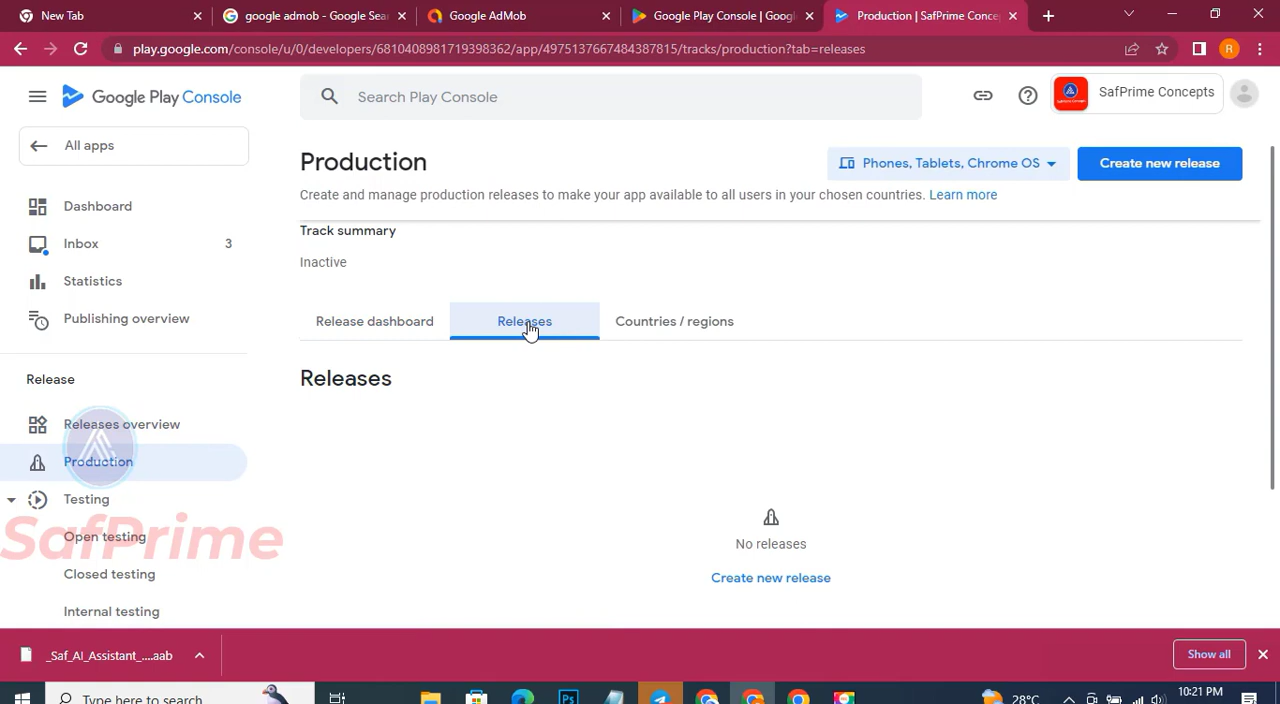 New Tab
google admob - Google Sea
Google AdMob
Google Play Console | Goog
Production | SafPrime Conce
play.google.com/console/u/0/developers/6810408981719398362/app/4975137667484387815/tracks/production?tab=releases
R
Google Play Console
Search Play Console
SafPrime Concepts
All apps
Production
Phones, Tablets, Chrome OS
Create new release
Create and manage production releases to make your app available to all users in your chosen countries. Learn more
Dashboard
Inbox 3
Statistics
Publishing overview
Release
Releases overview
Production
Testing
Open testing
Closed testing
Internal testing
SafPrime
Track summary
Inactive
Release dashboard
Releases
Countries / regions
Releases
No releases
Create new release
_Saf_AI_Assistant_....aab
Show all
Type here to search
Ps
28°C
10:21 PM